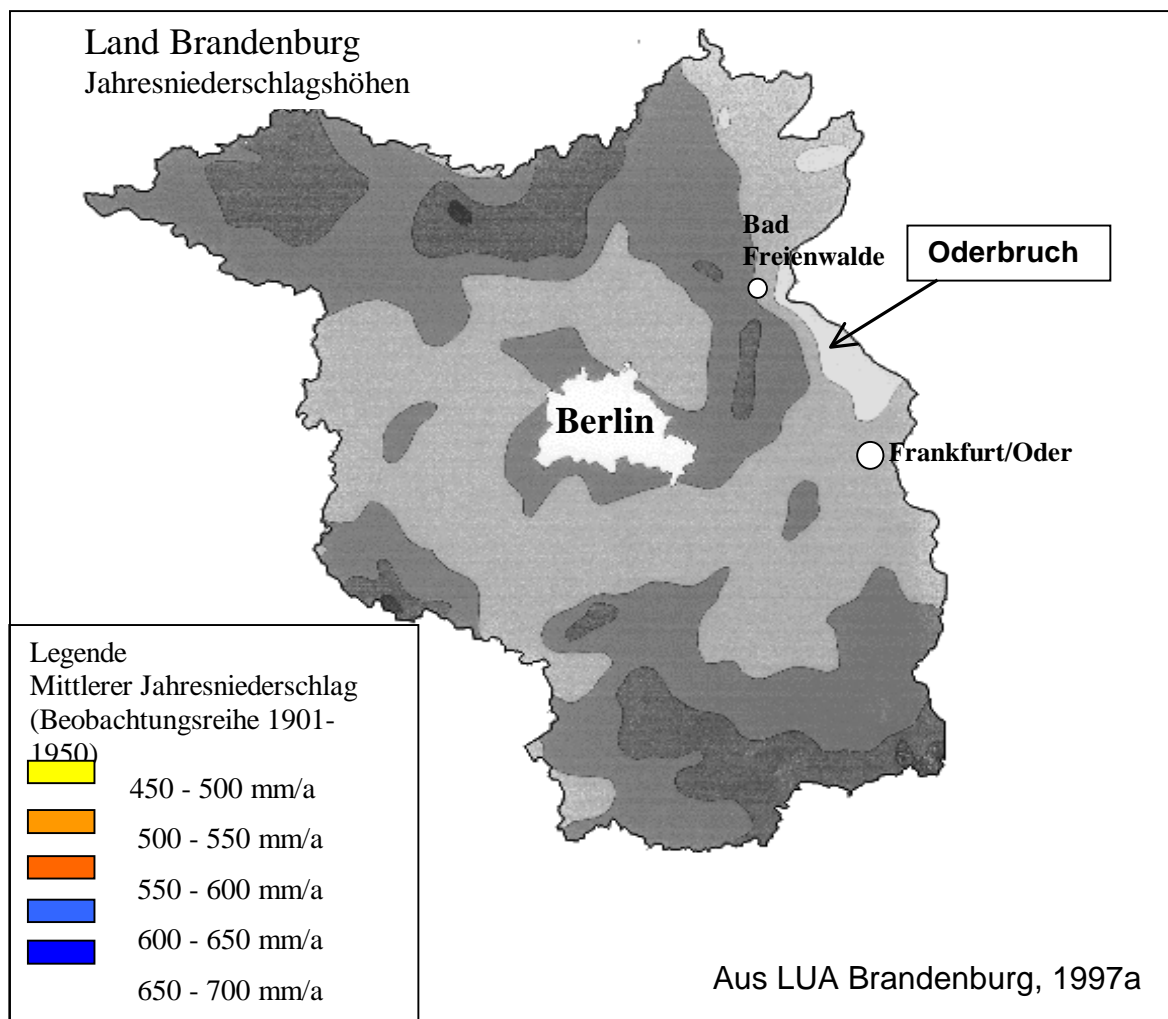 Land Brandenburg
Jahresniederschlagshöhen
Bad
Freienwalde
Oderbruch
Berlin
Frankfurt/Oder
Legende
Mittlerer Jahresniederschlag
(Beobachtungsreihe 1901-
1950)
450 - 500 mm/a
500 - 550 mm/a
550 - 600 mm/a
600 - 650 mm/a
650 - 700 mm/a
Aus LUA Brandenburg, 1997a